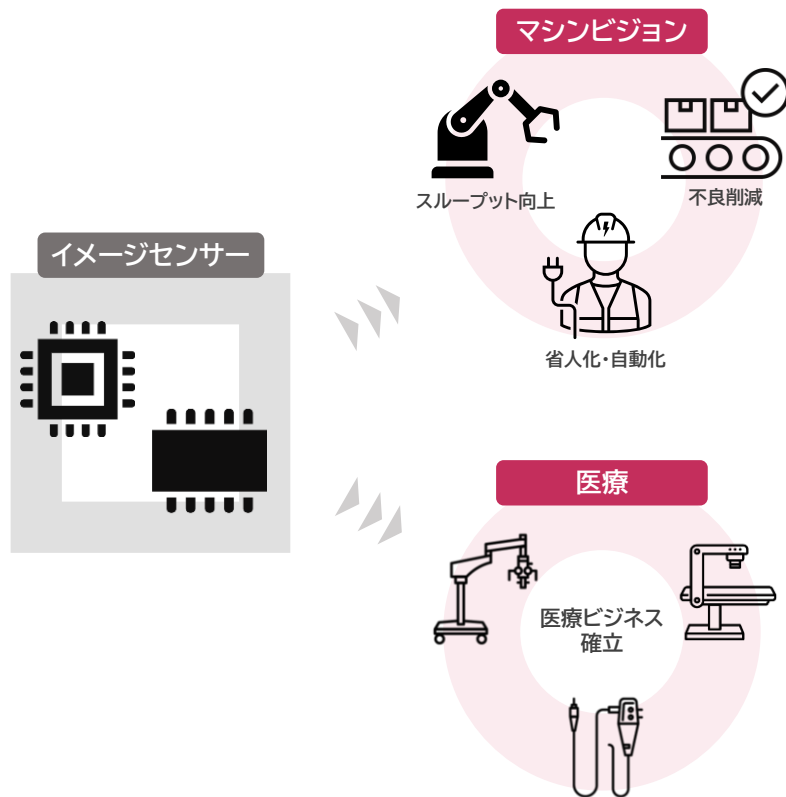 マシンビジョン
スループット向上
不良削減
省人化・自動化
イメージセンサー
医療
医療ビジネス
確立